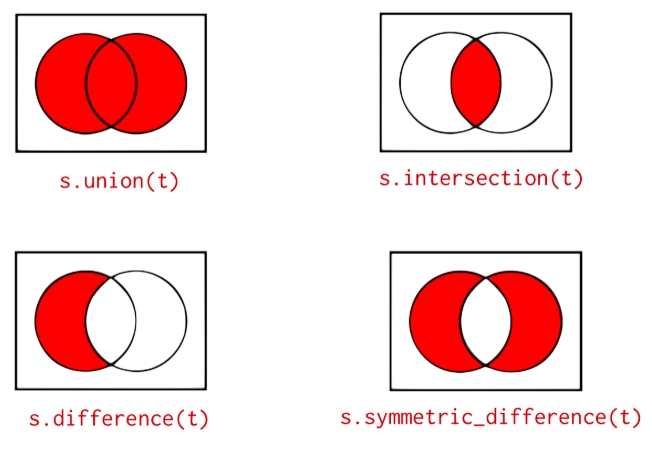 s.union(t)
s.intersection(t)
s.difference(t)
s.symmetric_difference(t)